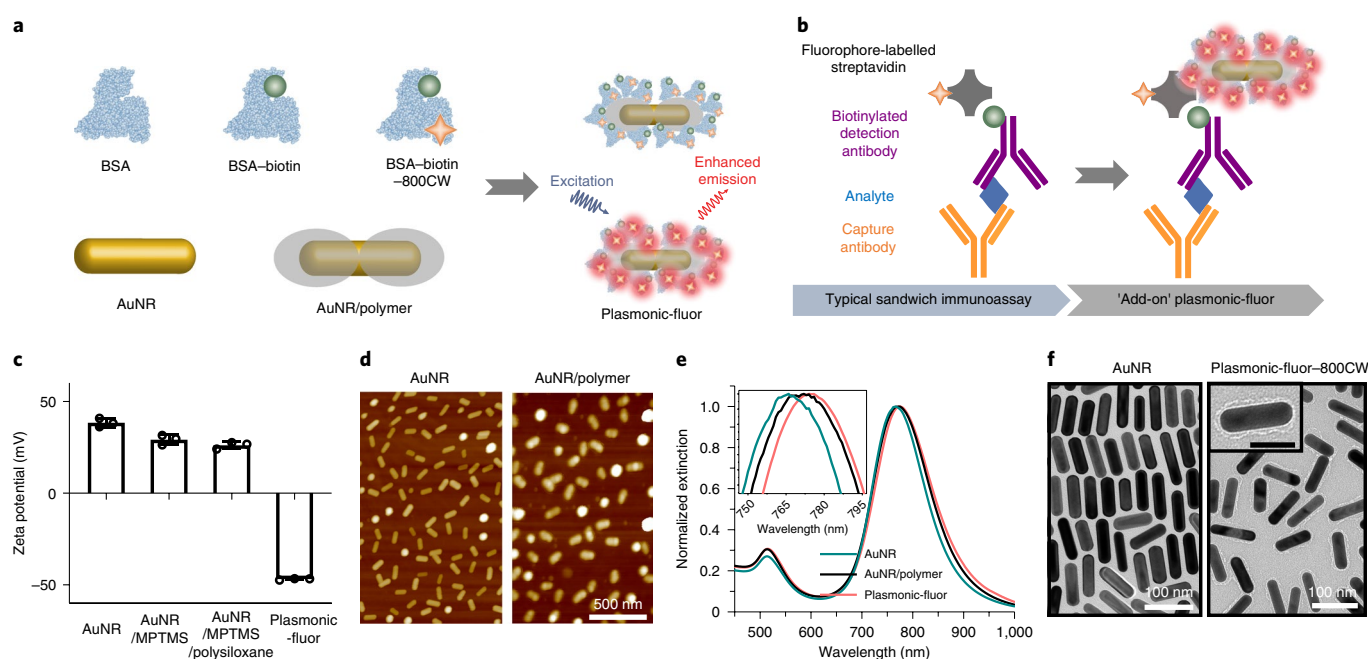 a
BSA
BSA–biotin
BSA–biotin
–800CW
Excitation
Enhanced
emission
AuNR
AuNR/polymer
Plasmonic-fluor
b
Fluorophore-labelled
streptavidin
Biotinylated
detection
antibody
Analyte
Capture
antibody
Typical sandwich immunoassay
'Add-on' plasmonic-fluor
c
Zeta potential (mV)
50
0
–50
AuNR
AuNR
/MPTMS
AuNR
/MPTMS
/polysiloxane
Plasmonic
-fluor
d
AuNR
AuNR/polymer
500 nm
e
Normalized extinction
1.0
0.8
0.6
0.4
0.2
0
750 765 780 795
Wavelength (nm)
AuNR
AuNR/polymer
Plasmonic-fluor
500 600 700 800 900 1,000
Wavelength (nm)
f
AuNR
Plasmonic-fluor–800CW
100 nm
100 nm